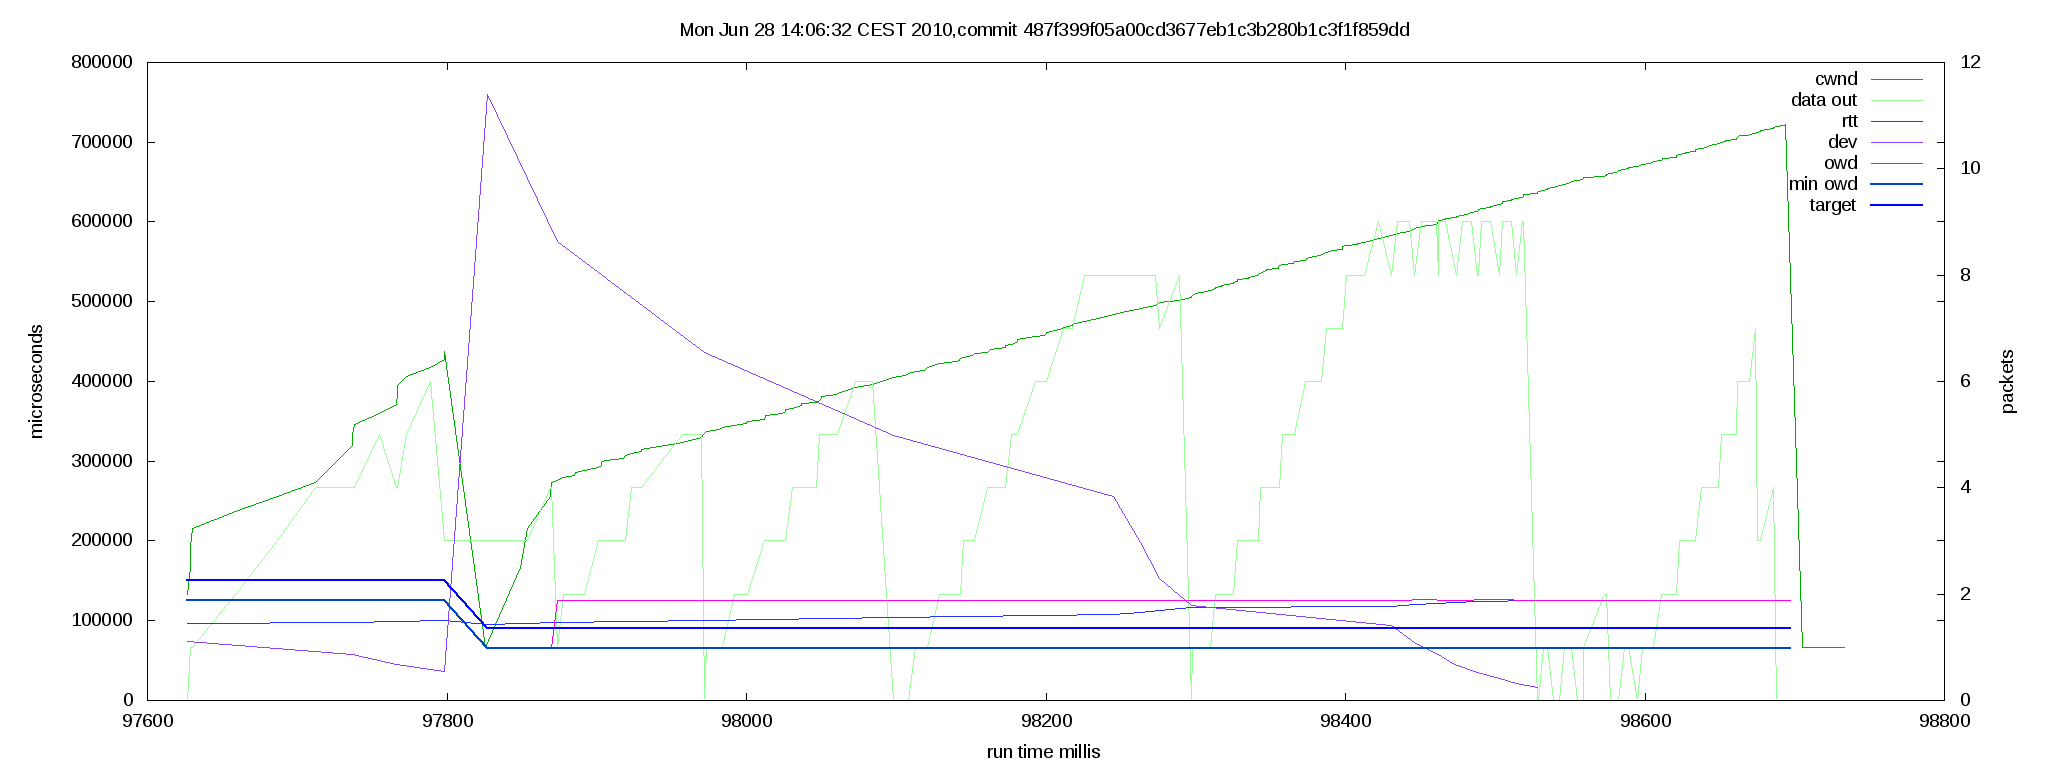 Mon Jun 28 14:06:32 CEST 2010,commit 487f399f05a00cd3677eb1c3b280b1c3f1f859dd
800000
700000
600000
500000
400000
300000
200000
100000
0
microseconds
12
10
8
6
4
2
0
packets
cwnd
data out
rtt
dev
owd
min owd
target
97600 97800 98000 98200 98400 98600 98800
run time millis